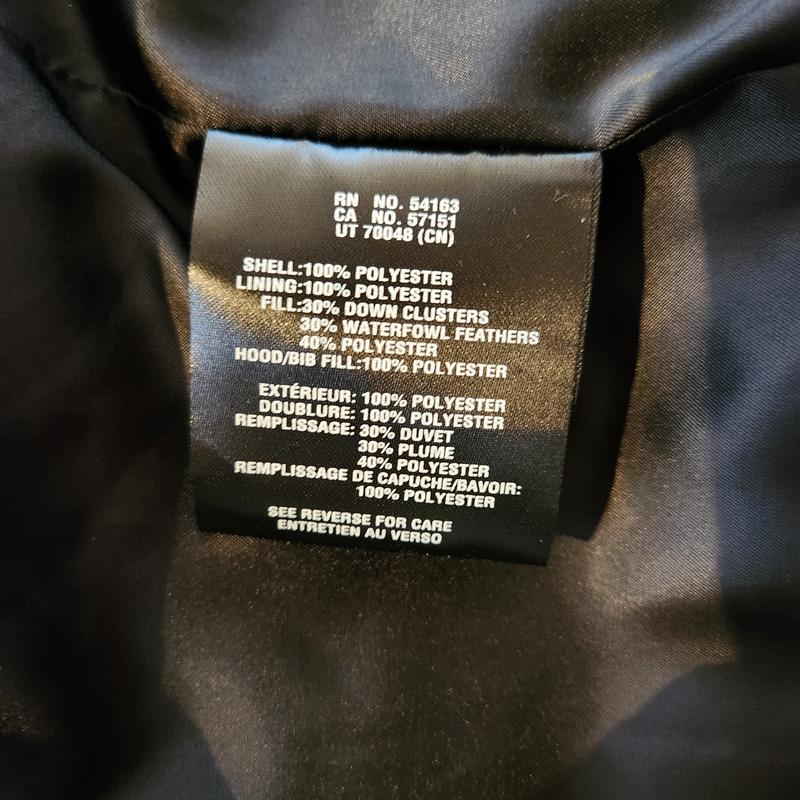 RN NO. 54163
CA NO. 57151
UT 70048 (CN)
SHELL:100% POLYESTER
LINING:100% POLYESTER
FILL:30% DOWN CLUSTERS
30% WATERFOWL FEATHERS
40% POLYESTER
HOOD/BIB FILL:100% POLYESTER
EXTÉRIEUR: 100% POLYESTER
DOUBLURE: 100% POLYESTER
REMPLISSAGE: 30% DUVET
30% PLUME
40% POLYESTER
REMPLISSAGE DE CAPUCHE/BAVOIR:
100% POLYESTER
SEE REVERSE FOR CARE
ENTRETIEN AU VERSO